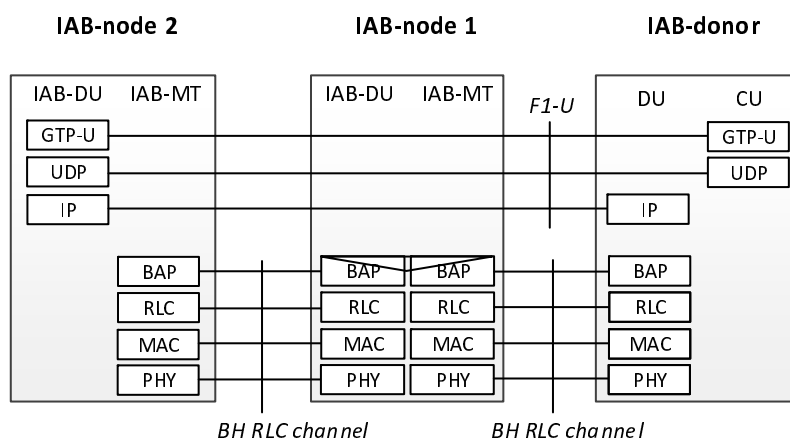 IAB-node 2 IAB-node 1 IAB-donor
IAB-DU IAB-MT IAB-DU IAB-MT F1-U DU CU
GTP-U GTP-U
UDP UDP
IP IP
BAP BAP BAP BAP
RLC RLC RLC RLC
MAC MAC MAC MAC
PHY PHY PHY PHY
BH RLC channel BH RLC channel